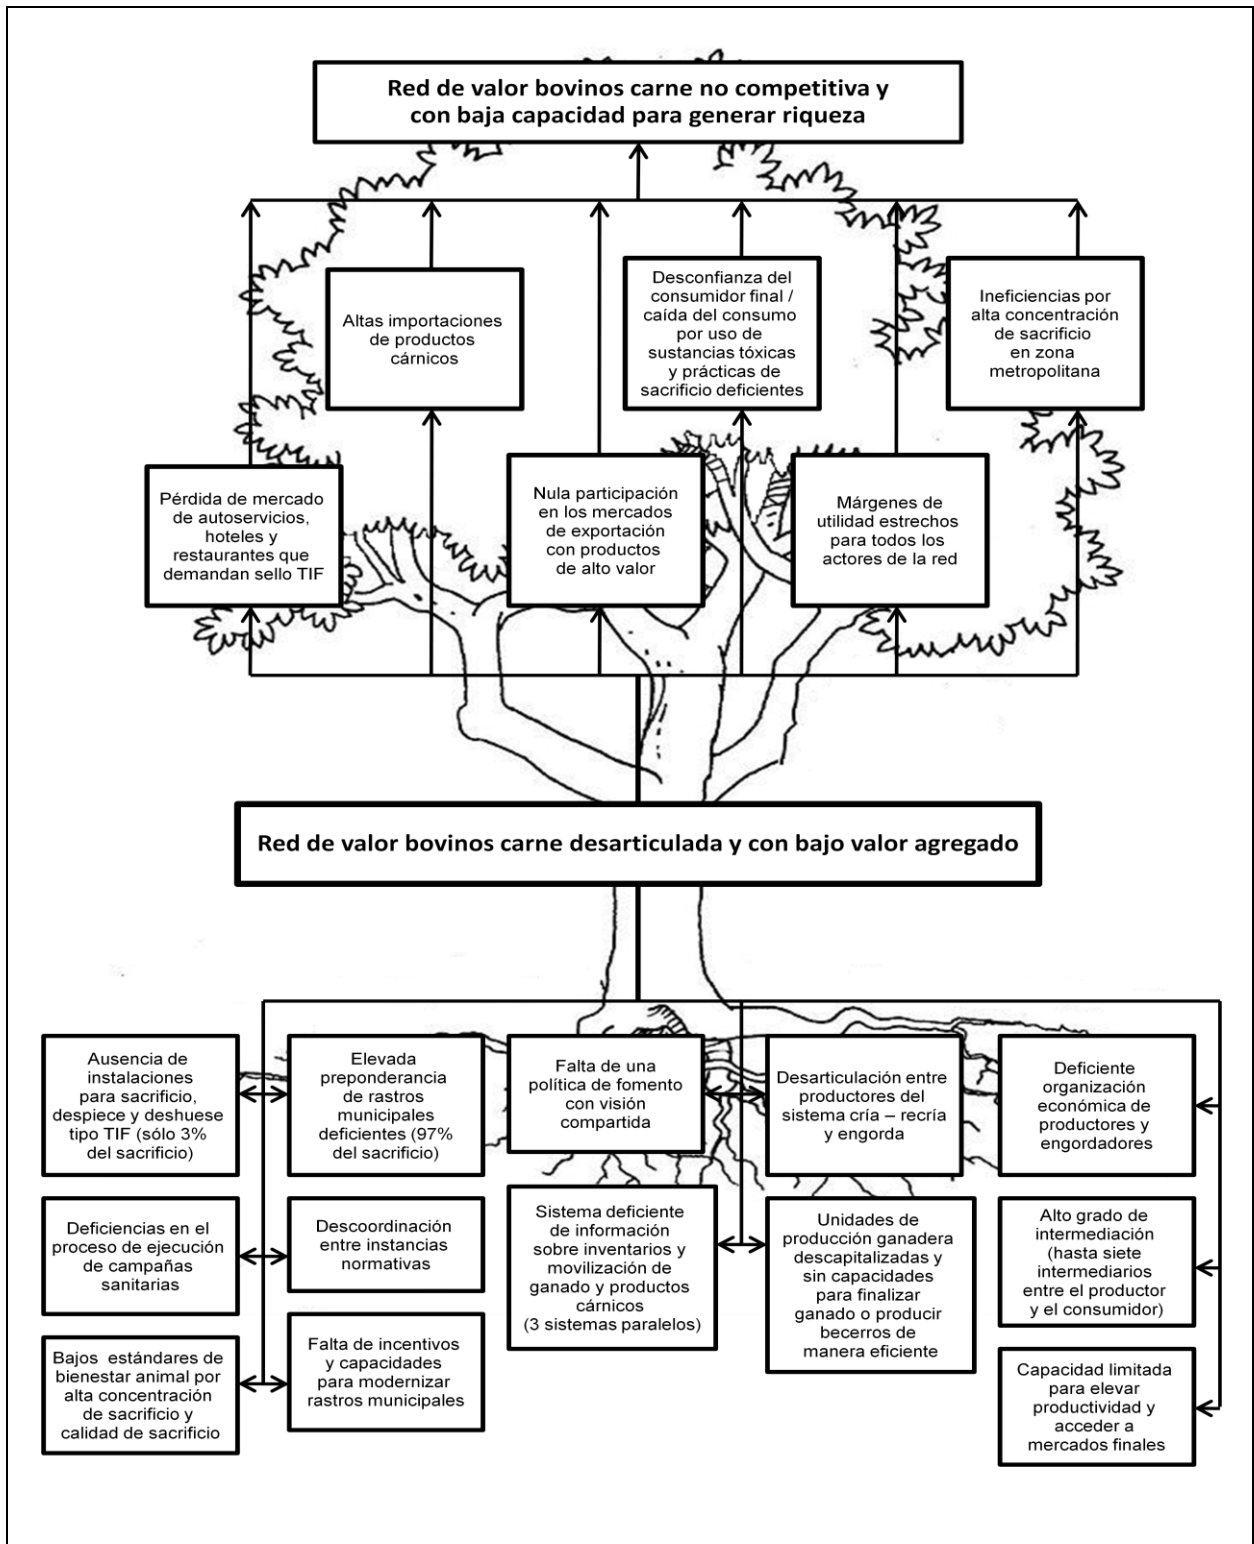 Red de valor bovinos carne no competitiva y
con baja capacidad para generar riqueza
Altas importaciones
de productos
cárnicos
Desconfianza del
consumidor final /
caída del consumo
por uso de
sustancias tóxicas
y prácticas de
sacrificio deficientes
Ineficiencias por
alta concentración
de sacrificio
en zona
metropolitana
Pérdida de mercado
de autoservicios,
hoteles y
restaurantes que
demandan sello TIF
Nula participación
en los mercados
de exportación
con productos
de alto valor
Márgenes de
utilidad estrechos
para todos los
actores de la red
Red de valor bovinos carne desarticulada y con bajo valor agregado
Ausencia de
instalaciones
para sacrificio,
despiece y deshuese
tipo TIF (sólo 3%
del sacrificio)
Elevada
preponderancia
de rastros
municipales
deficientes (97%
del sacrificio)
Falta de una
política de fomento
con visión
compartida
Desarticulación entre
productores del
sistema cría – recría
y engorda
Deficiente
organización
económica de
productores y
engordadores
Deficiencias en el
proceso de ejecución
de campañas
sanitarias
Descoordinación
entre instancias
normativas
Sistema deficiente
de información
sobre inventarios y
movilización de
ganado y productos
cárnicos
(3 sistemas paralelos)
Unidades de
producción ganadera
descapitalizadas y
sin capacidades
para finalizar
ganado o producir
becerros de
manera eficiente
Alto grado de
intermediación
(hasta siete
intermediarios
entre el productor
y el consumidor)
Bajos estándares de
bienestar animal por
alta concentración
de sacrificio y
calidad de sacrificio
Falta de incentivos
y capacidades
para modernizar
rastros municipales
Capacidad limitada
para elevar
productividad y
acceder a
mercados finales